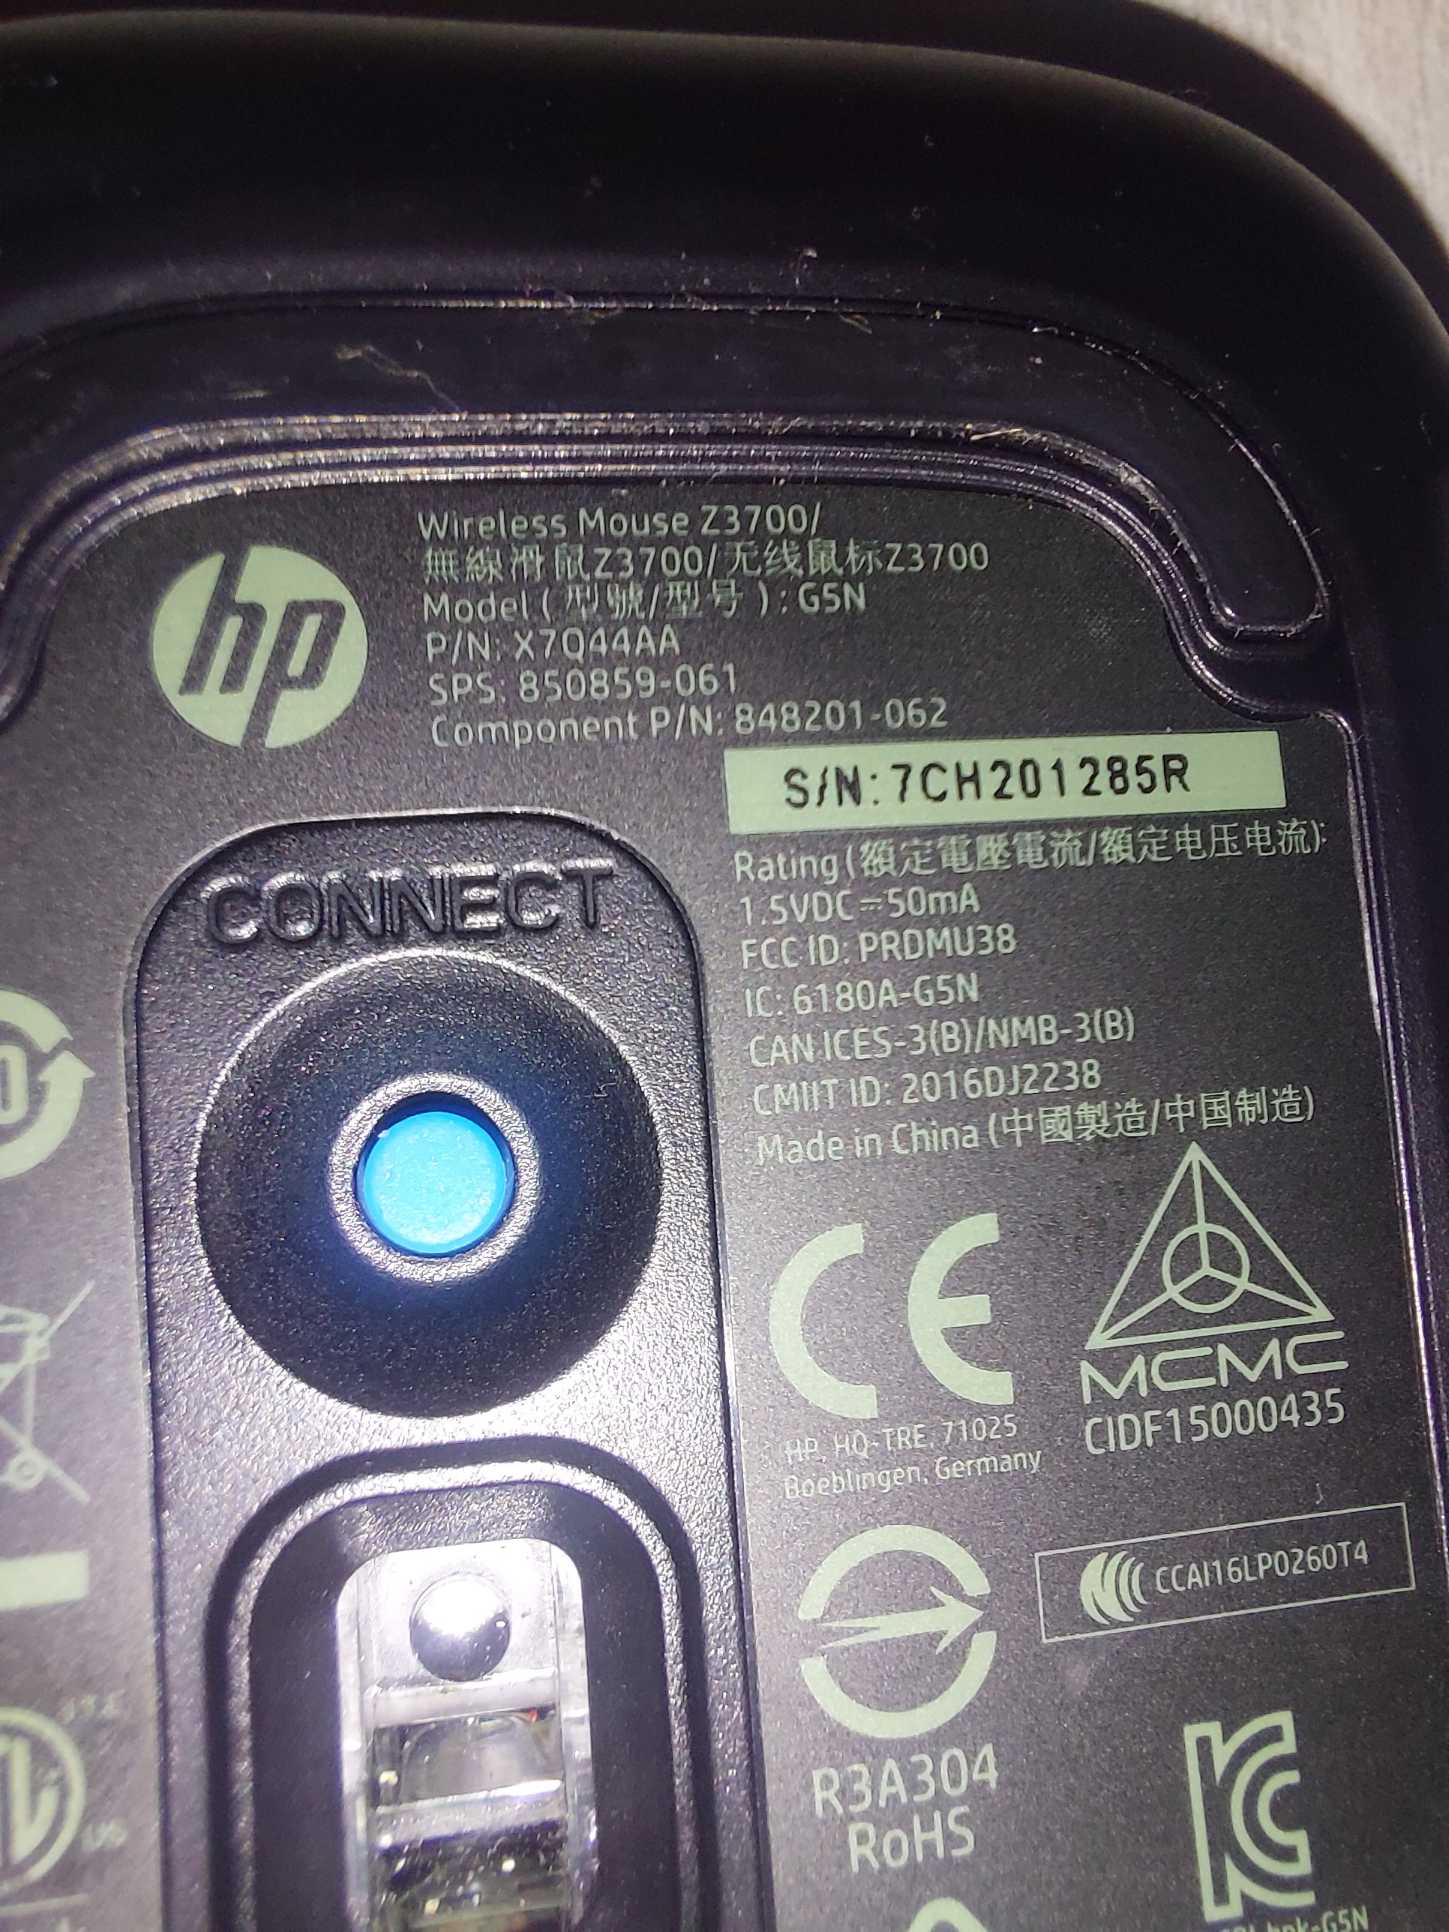 hp
Wireless Mouse Z3700/
無線滑鼠Z3700/无线鼠标Z3700
Model ( 型號/型号 ) : G5N
P/N: X7Q44AA
SPS: 850859-061
Component P/N: 848201-062
S/N: 7CH201285R
CONNECT
Rating (額定電壓電流/額定电压电流):
1.5VDC⎓50mA
FCC ID: PRDMU38
IC: 6180A-G5N
CAN ICES-3(B)/NMB-3(B)
CMIIT ID: 2016DJ2238
Made in China (中國製造/中国制造)
CE
MCMC
CIDF15000435
HP, HQ-TRE, 71025
Boeblingen, Germany
CCAI16LP0260T4
R3A304
RoHS
US